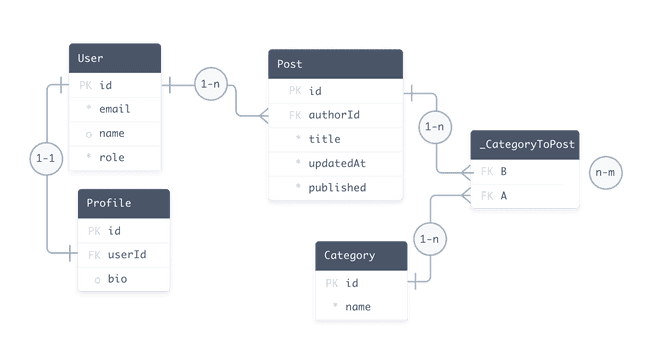 User
PK id
* email
o name
* role
1-n
Post
PK id
FK authorId
* title
* updatedAt
* published
1-n
_CategoryToPost
FK B
FK A
n-m
1-1
Profile
PK id
FK userId
o bio
1-n
Category
PK id
* name